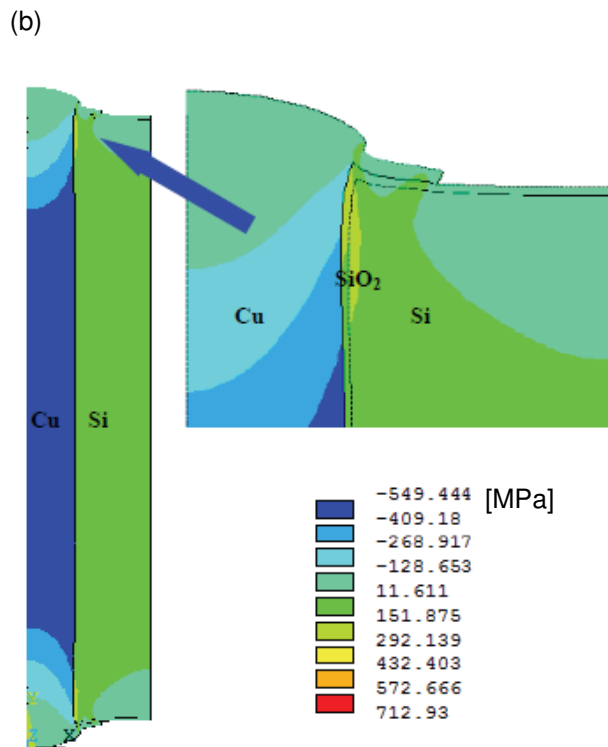 (b)
SiO2
Cu
Si
Cu
Si
-549.444 [MPa]
-409.18
-268.917
-128.653
11.611
151.875
292.139
432.403
572.666
712.93
Y
Z
X